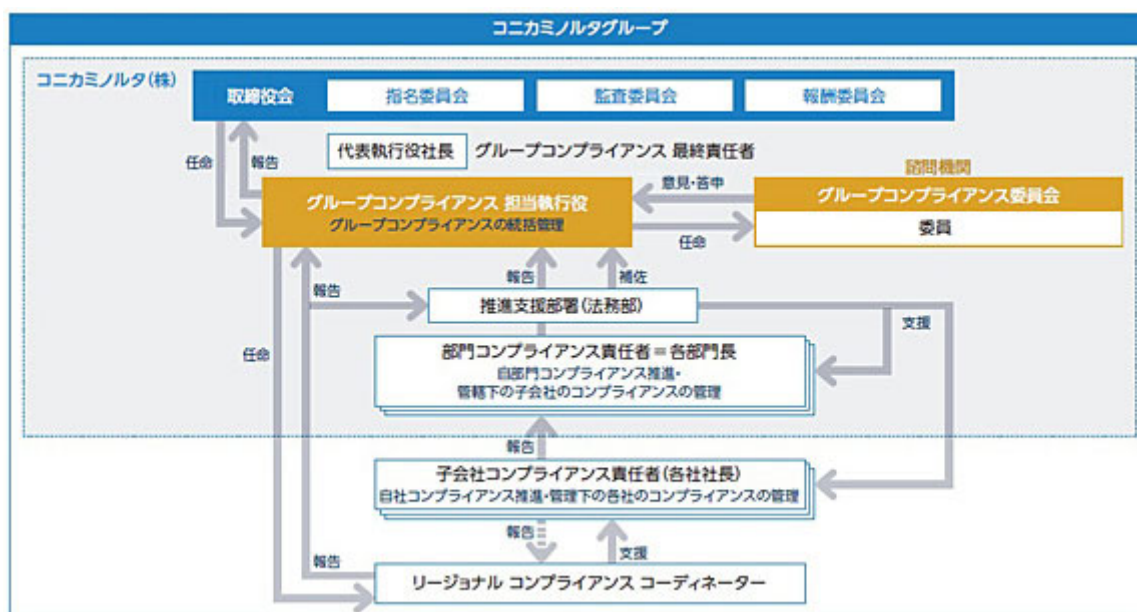 コニカミノルタグループ
コニカミノルタ(株)
取締役会
指名委員会
監査委員会
報酬委員会
任命
報告
代表執行役社長
グループコンプライアンス 最終責任者
諮問機関
グループコンプライアンス 担当執行役
グループコンプライアンスの統括管理
意見・答申
任命
グループコンプライアンス委員会
委員
報告
報告
補佐
推進支援部署(法務部)
支援
任命
部門コンプライアンス責任者=各部門長
自部門コンプライアンス推進・
管轄下の子会社のコンプライアンスの管理
報告
子会社コンプライアンス責任者(各社社長)
自社コンプライアンス推進・管理下の各社のコンプライアンスの管理
報告
支援
報告
リージョナル コンプライアンス コーディネーター